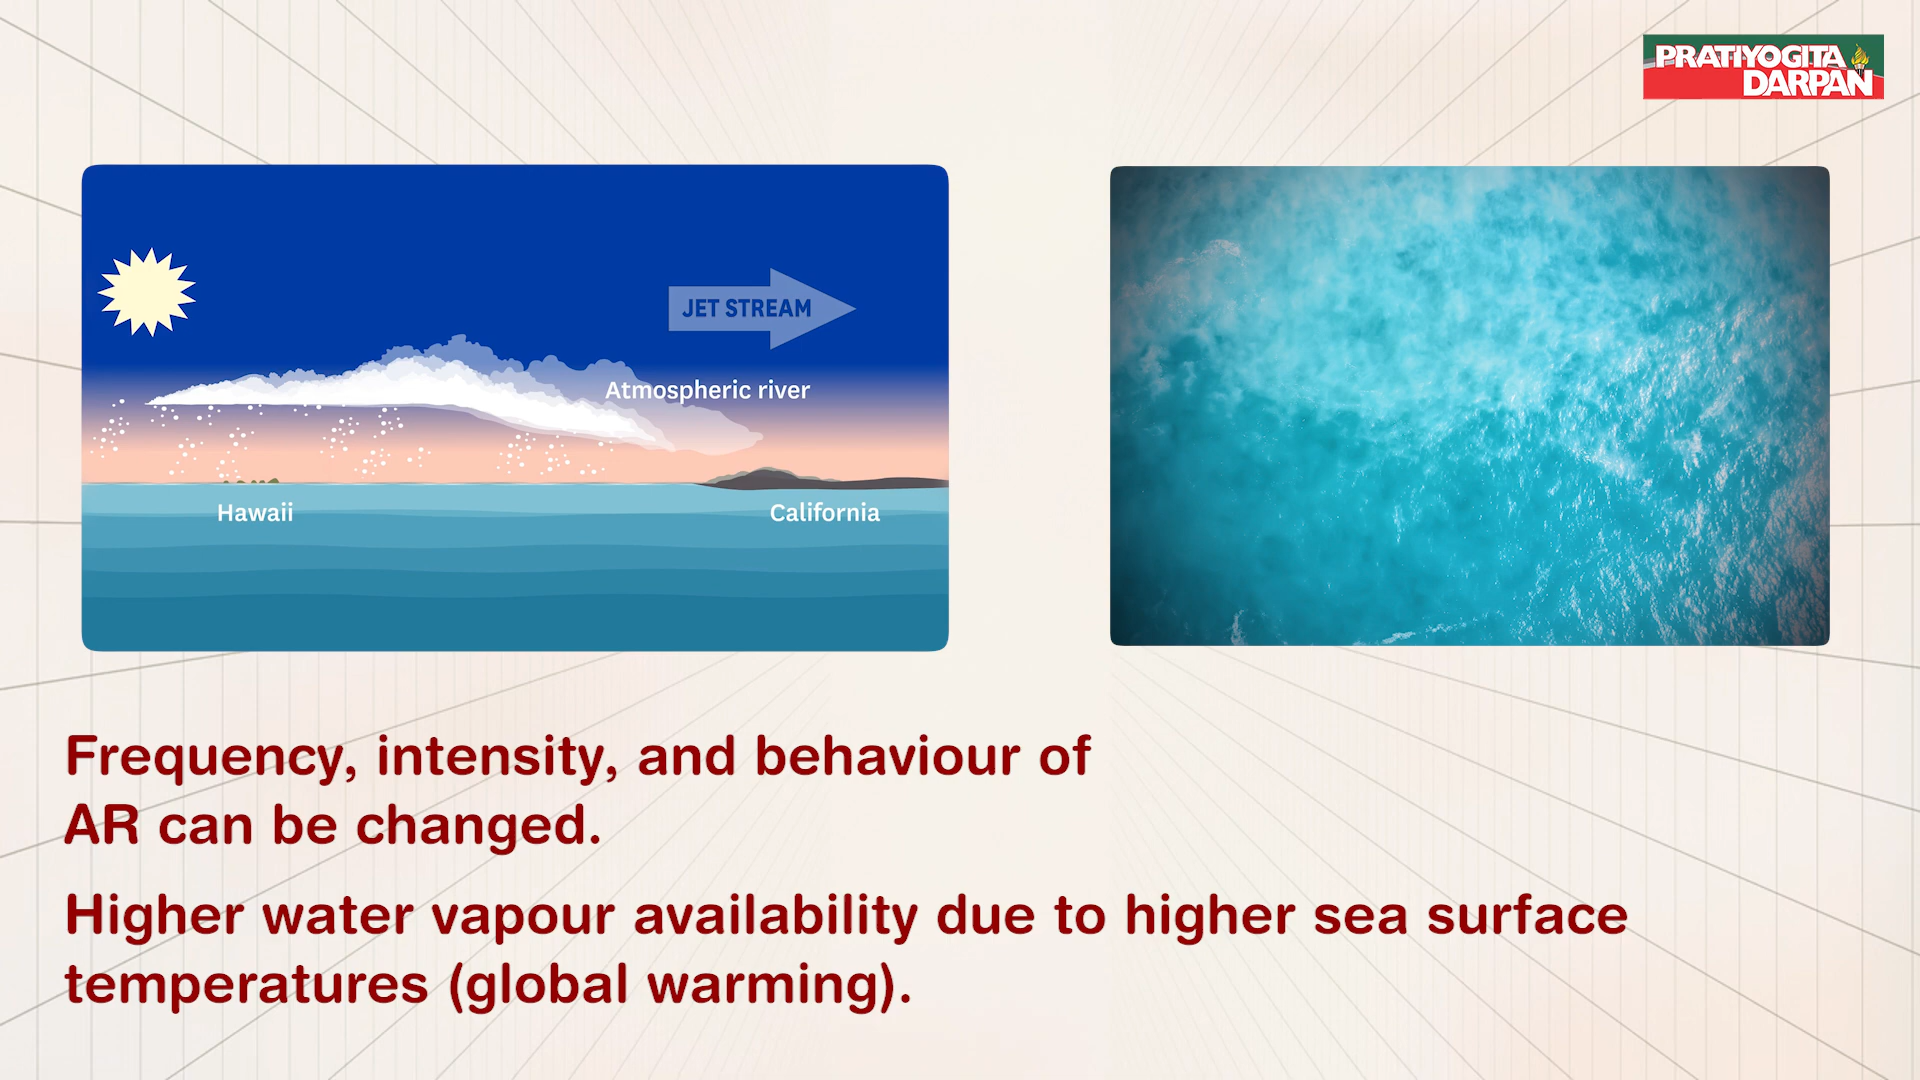 PRATIYOGITA
DARPAN
JET STREAM
Atmospheric river
Hawaii
California
Frequency, intensity, and behaviour of
AR can be changed.
Higher water vapour availability due to higher sea surface
temperatures (global warming).